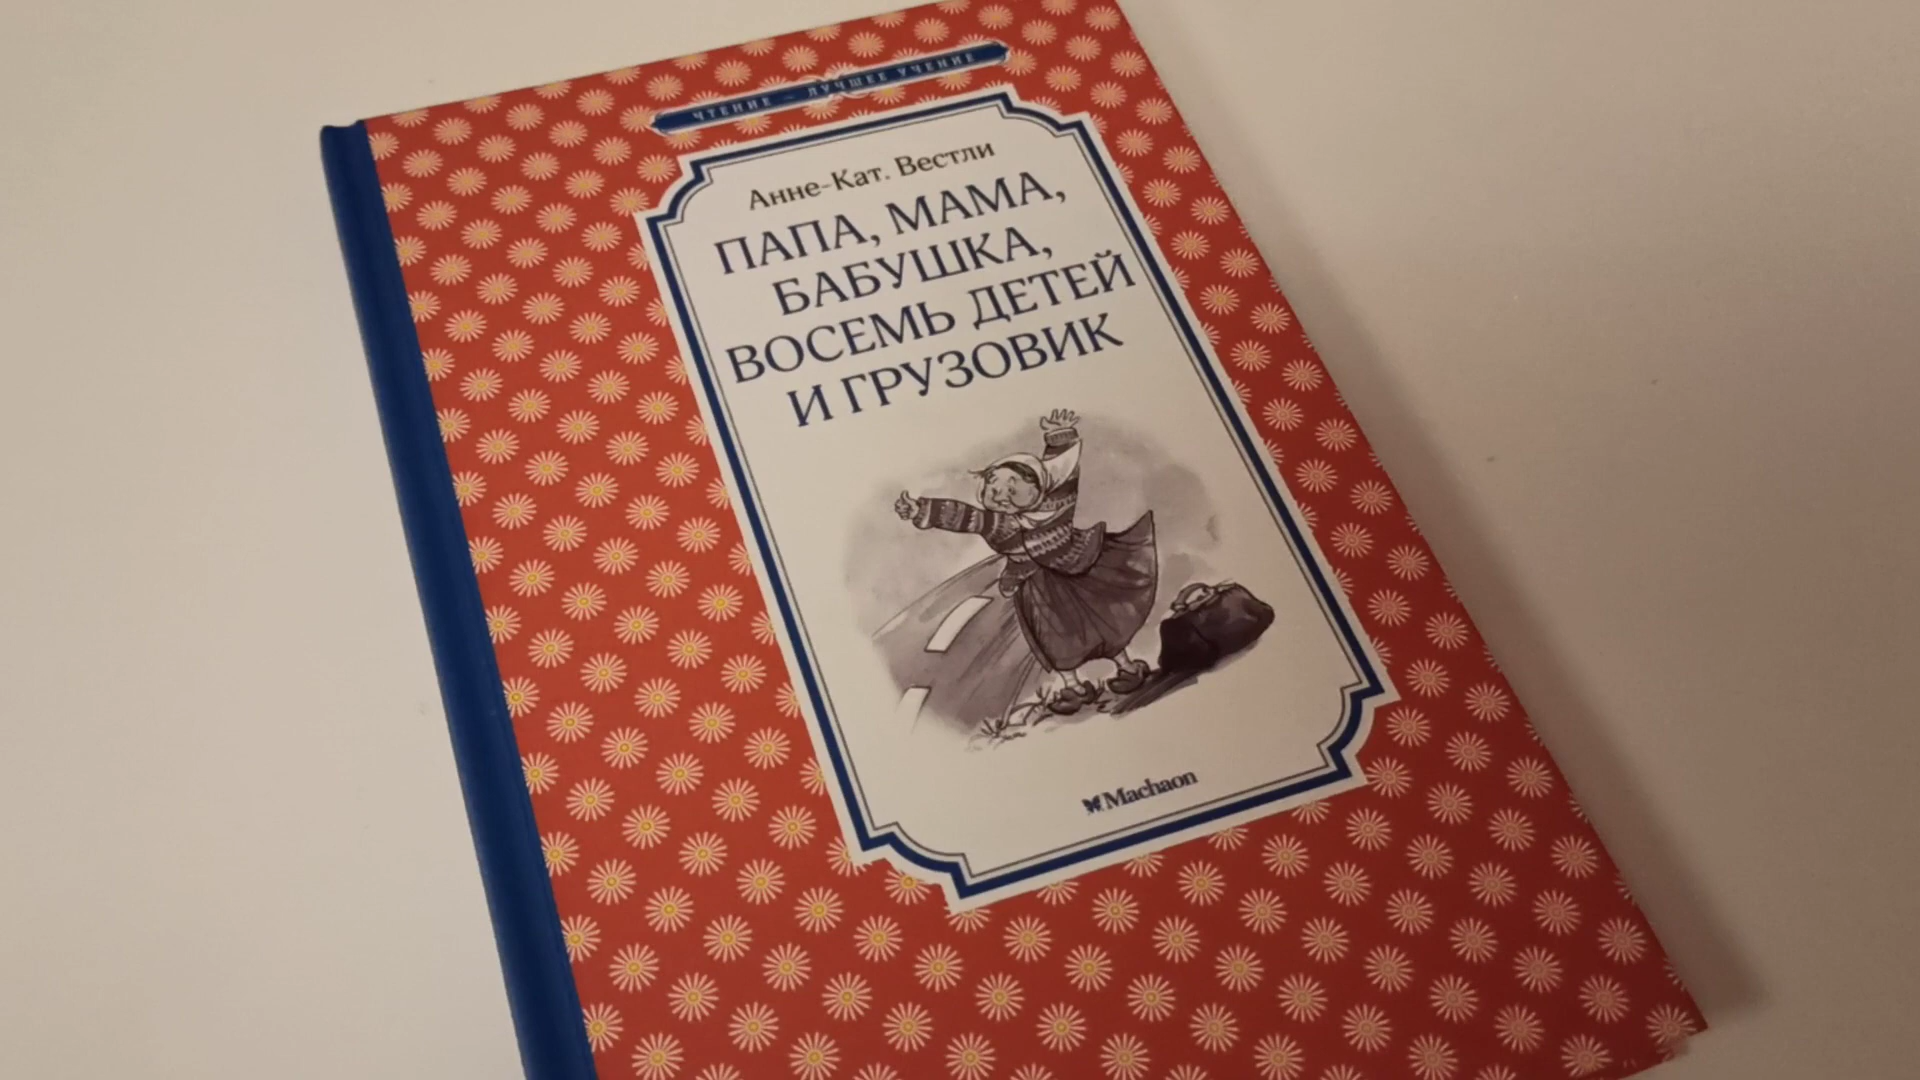 ЧТЕНИЕ – ЛУЧШЕЕ УЧЕНИЕ
Анне-Кат. Вестли
ПАПА, МАМА,
БАБУШКА,
ВОСЕМЬ ДЕТЕЙ
И ГРУЗОВИК
Machaon